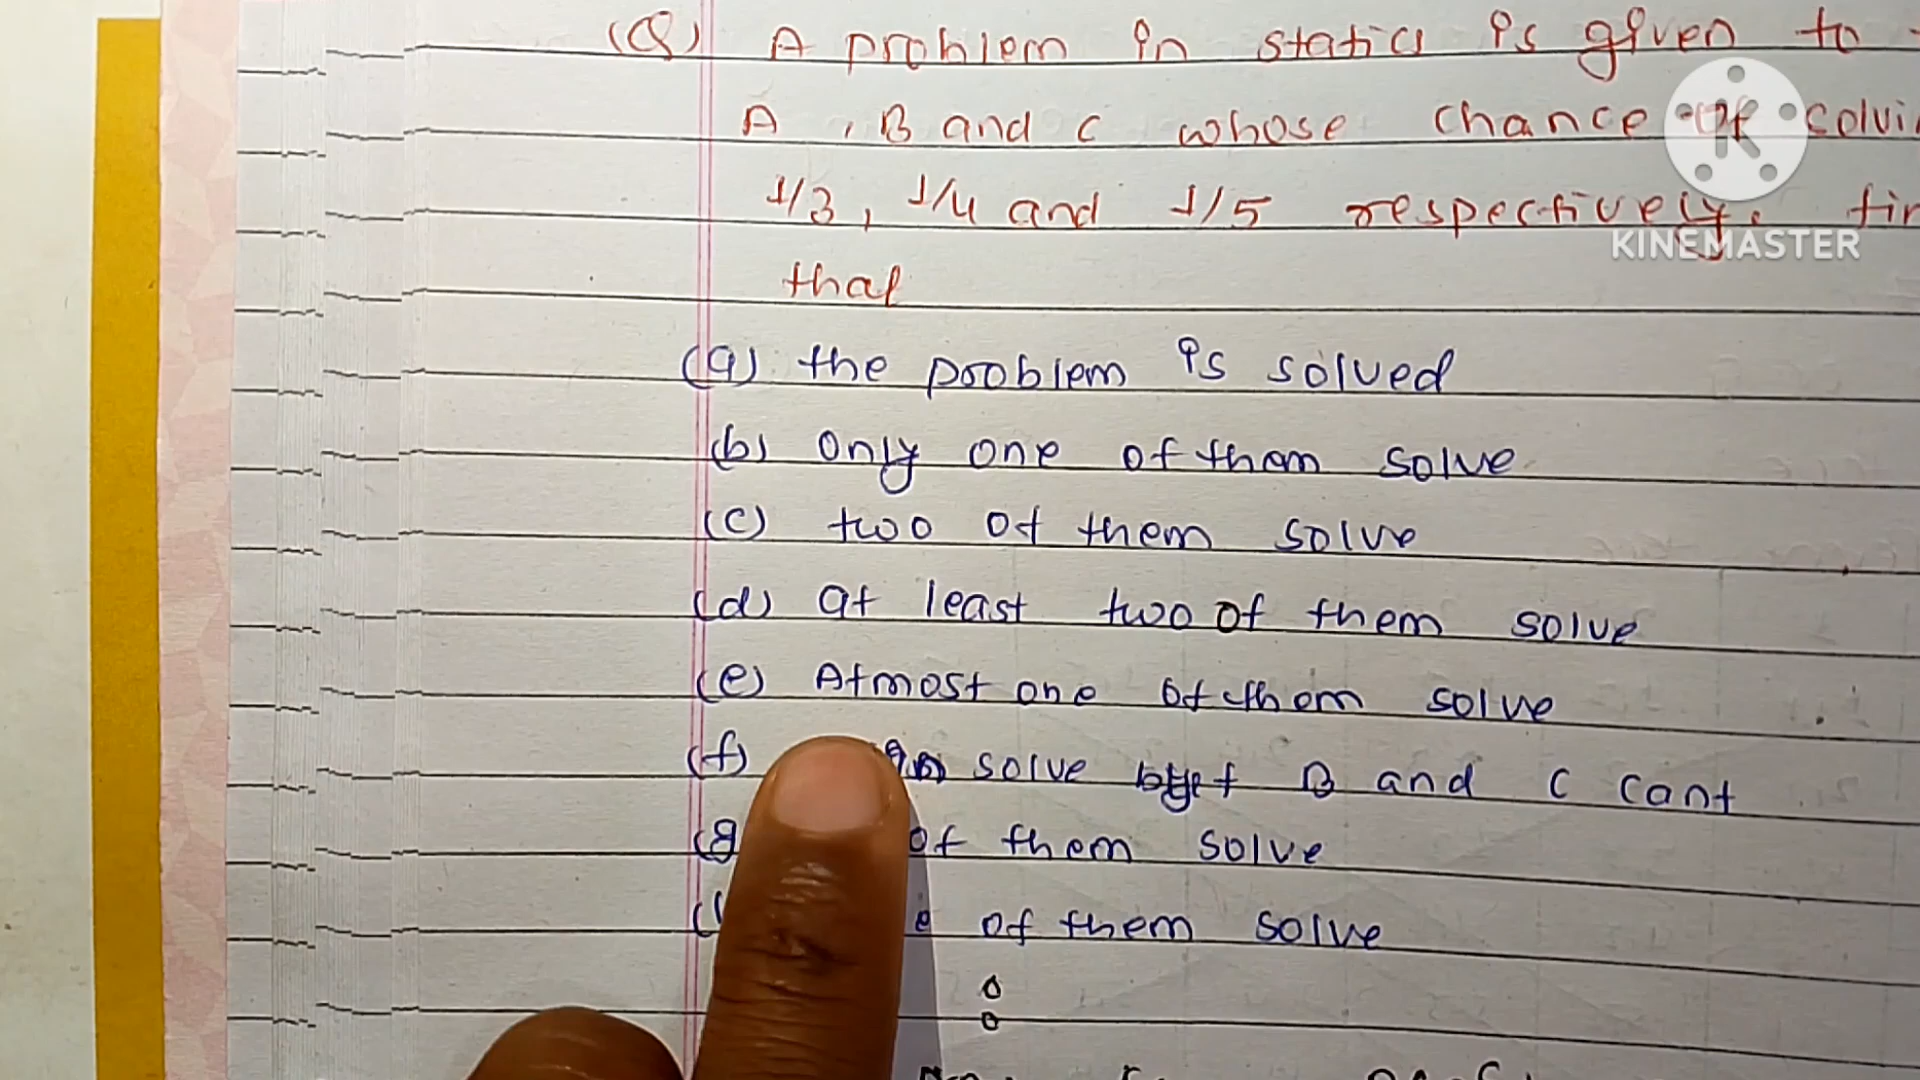 (Q) A problem in statics is given to
A, B and C whose chance of solvin
1/3, 1/4 and 1/5 respectively. fin
that
(a) the problem is solved
(b) Only one of them solve
(c) two of them solve
(d) at least two of them solve
(e) Atmost one of them solve
(f) solve but B and C cant
(g of them solve
( e of them solve
KINEMASTER